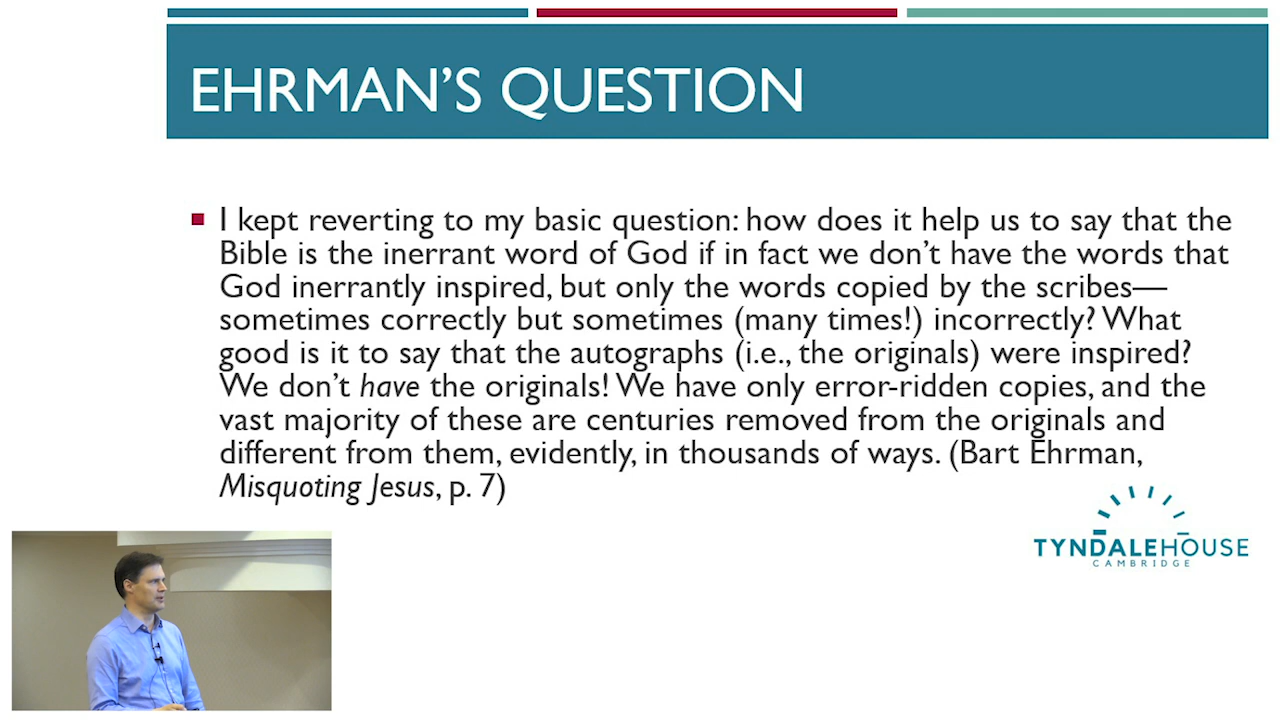 EHRMAN'S QUESTION
I kept reverting to my basic question: how does it help us to say that the
Bible is the inerrant word of God if in fact we don't have the words that
God inerrantly inspired, but only the words copied by the scribes—
sometimes correctly but sometimes (many times!) incorrectly? What
good is it to say that the autographs (i.e., the originals) were inspired?
We don't have the originals! We have only error-ridden copies, and the
vast majority of these are centuries removed from the originals and
different from them, evidently, in thousands of ways. (Bart Ehrman,
Misquoting Jesus, p. 7)
TYNDALEHOUSE
CAMBRIDGE